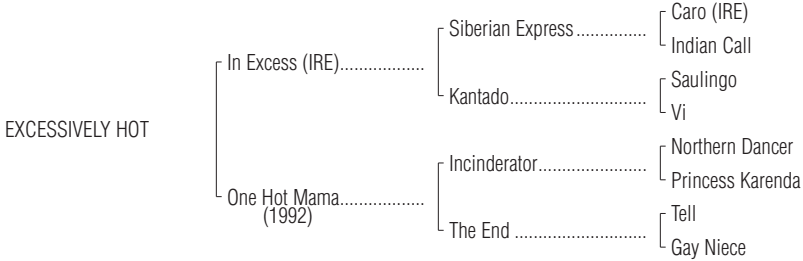 Caro (IRE)
Siberian Express...............
Indian Call
In Excess (IRE)..................
Saulingo
Kantado.............................
Vi
EXCESSIVELY HOT
Northern Dancer
Incinderator.......................
Princess Karenda
One Hot Mama..................
(1992)
Tell
The End ............................
Gay Niece